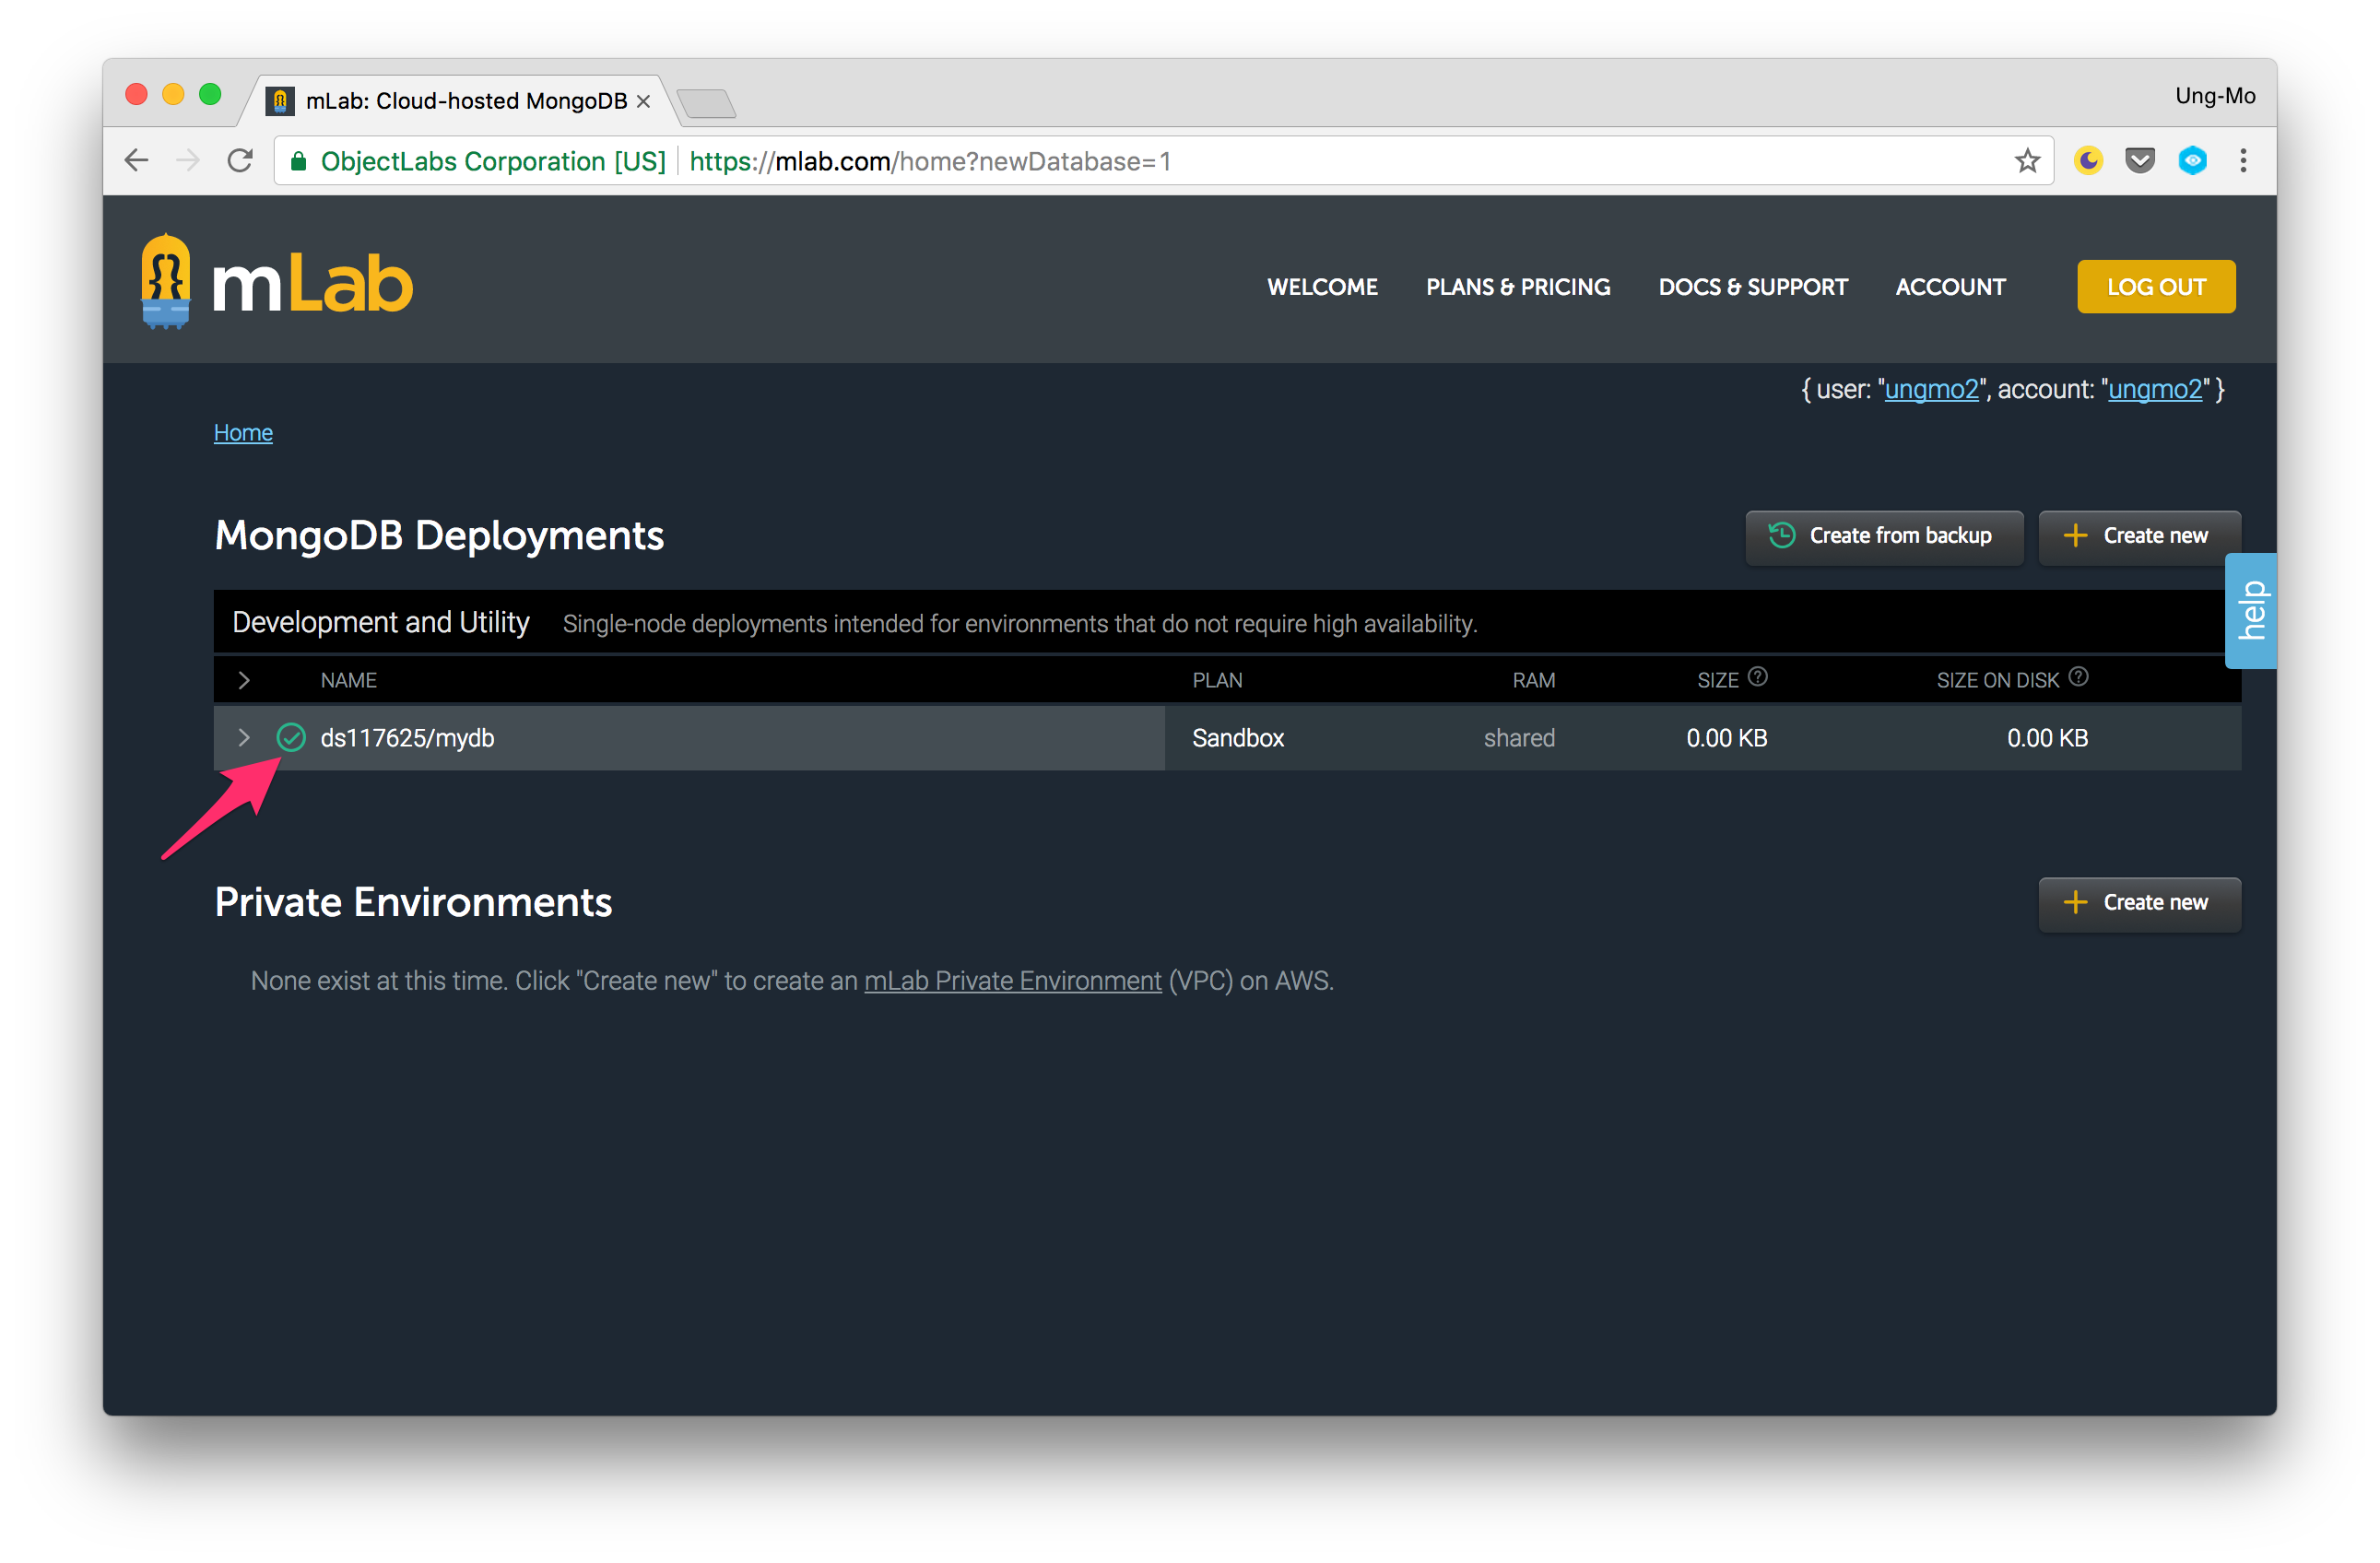 mLab: Cloud-hosted MongoDB
Ung-Mo
ObjectLabs Corporation [US] https://mlab.com/home?newDatabase=1
mLab
WELCOME PLANS & PRICING DOCS & SUPPORT ACCOUNT LOG OUT
{ user: "ungmo2", account: "ungmo2" }
Home
MongoDB Deployments
Create from backup
Create new
help
Development and Utility Single-node deployments intended for environments that do not require high availability.
NAME PLAN RAM SIZE ? SIZE ON DISK ?
ds117625/mydb Sandbox shared 0.00 KB 0.00 KB
Private Environments
Create new
None exist at this time. Click "Create new" to create an mLab Private Environment (VPC) on AWS.